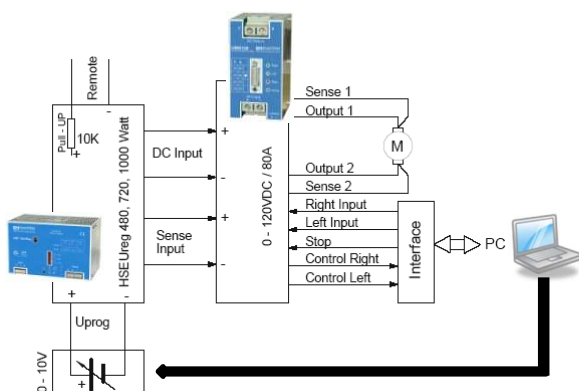 Remote
Pull - UP
10K
+
-
HSEUreg 480, 720, 1000 Watt
DC Input
Sense
Input
+
-
+
-
0 - 120VDC / 80A
Sense 1
Output 1
M
Output 2
Sense 2
Right Input
Left Input
Stop
Control Right
Control Left
Interface
PC
+
-
Uprog
0 - 10V
+